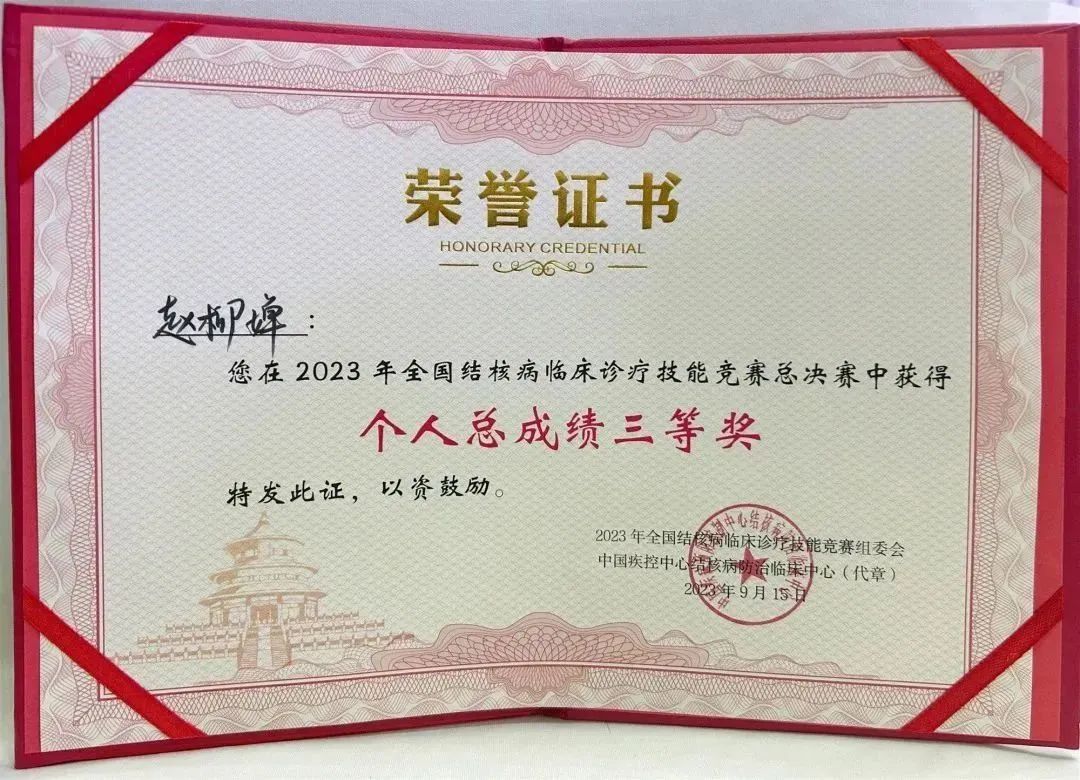 荣誉证书
HONORARY CREDENTIAL
赵柳婵：
您在2023年全国结核病临床诊疗技能竞赛总决赛中获得
个人总成绩三等奖
特发此证，以资鼓励。
2023年全国结核病临床诊疗技能竞赛组委会
中国疾控中心结核病防治临床中心（代章）
2023年9月15日